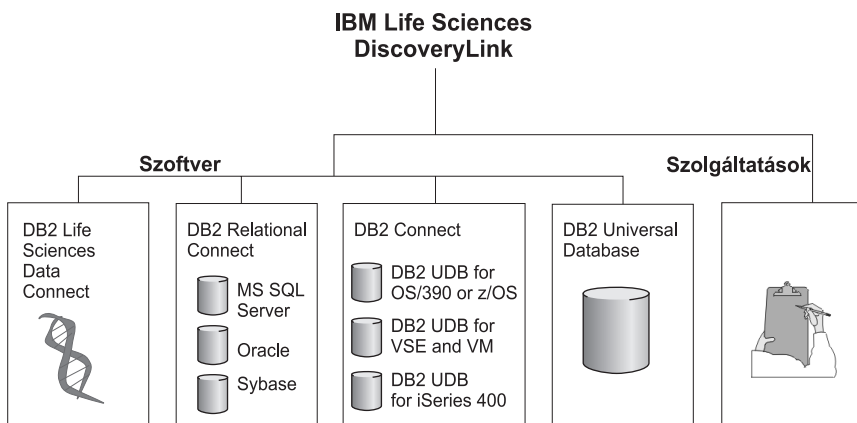 IBM Life Sciences
DiscoveryLink
Szoftver
Szolgáltatások
DB2 Life
Sciences
Data
Connect
DB2 Relational
Connect
MS SQL
Server
Oracle
Sybase
DB2 Connect
DB2 UDB for
OS/390 or z/OS
DB2 UDB for
VSE and VM
DB2 UDB
for iSeries 400
DB2 Universal
Database